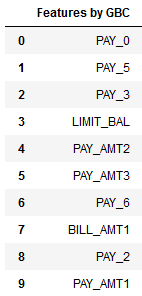 Features by GBC
0 PAY_0
1 PAY_5
2 PAY_3
3 LIMIT_BAL
4 PAY_AMT2
5 PAY_AMT3
6 PAY_6
7 BILL_AMT1
8 PAY_2
9 PAY_AMT1